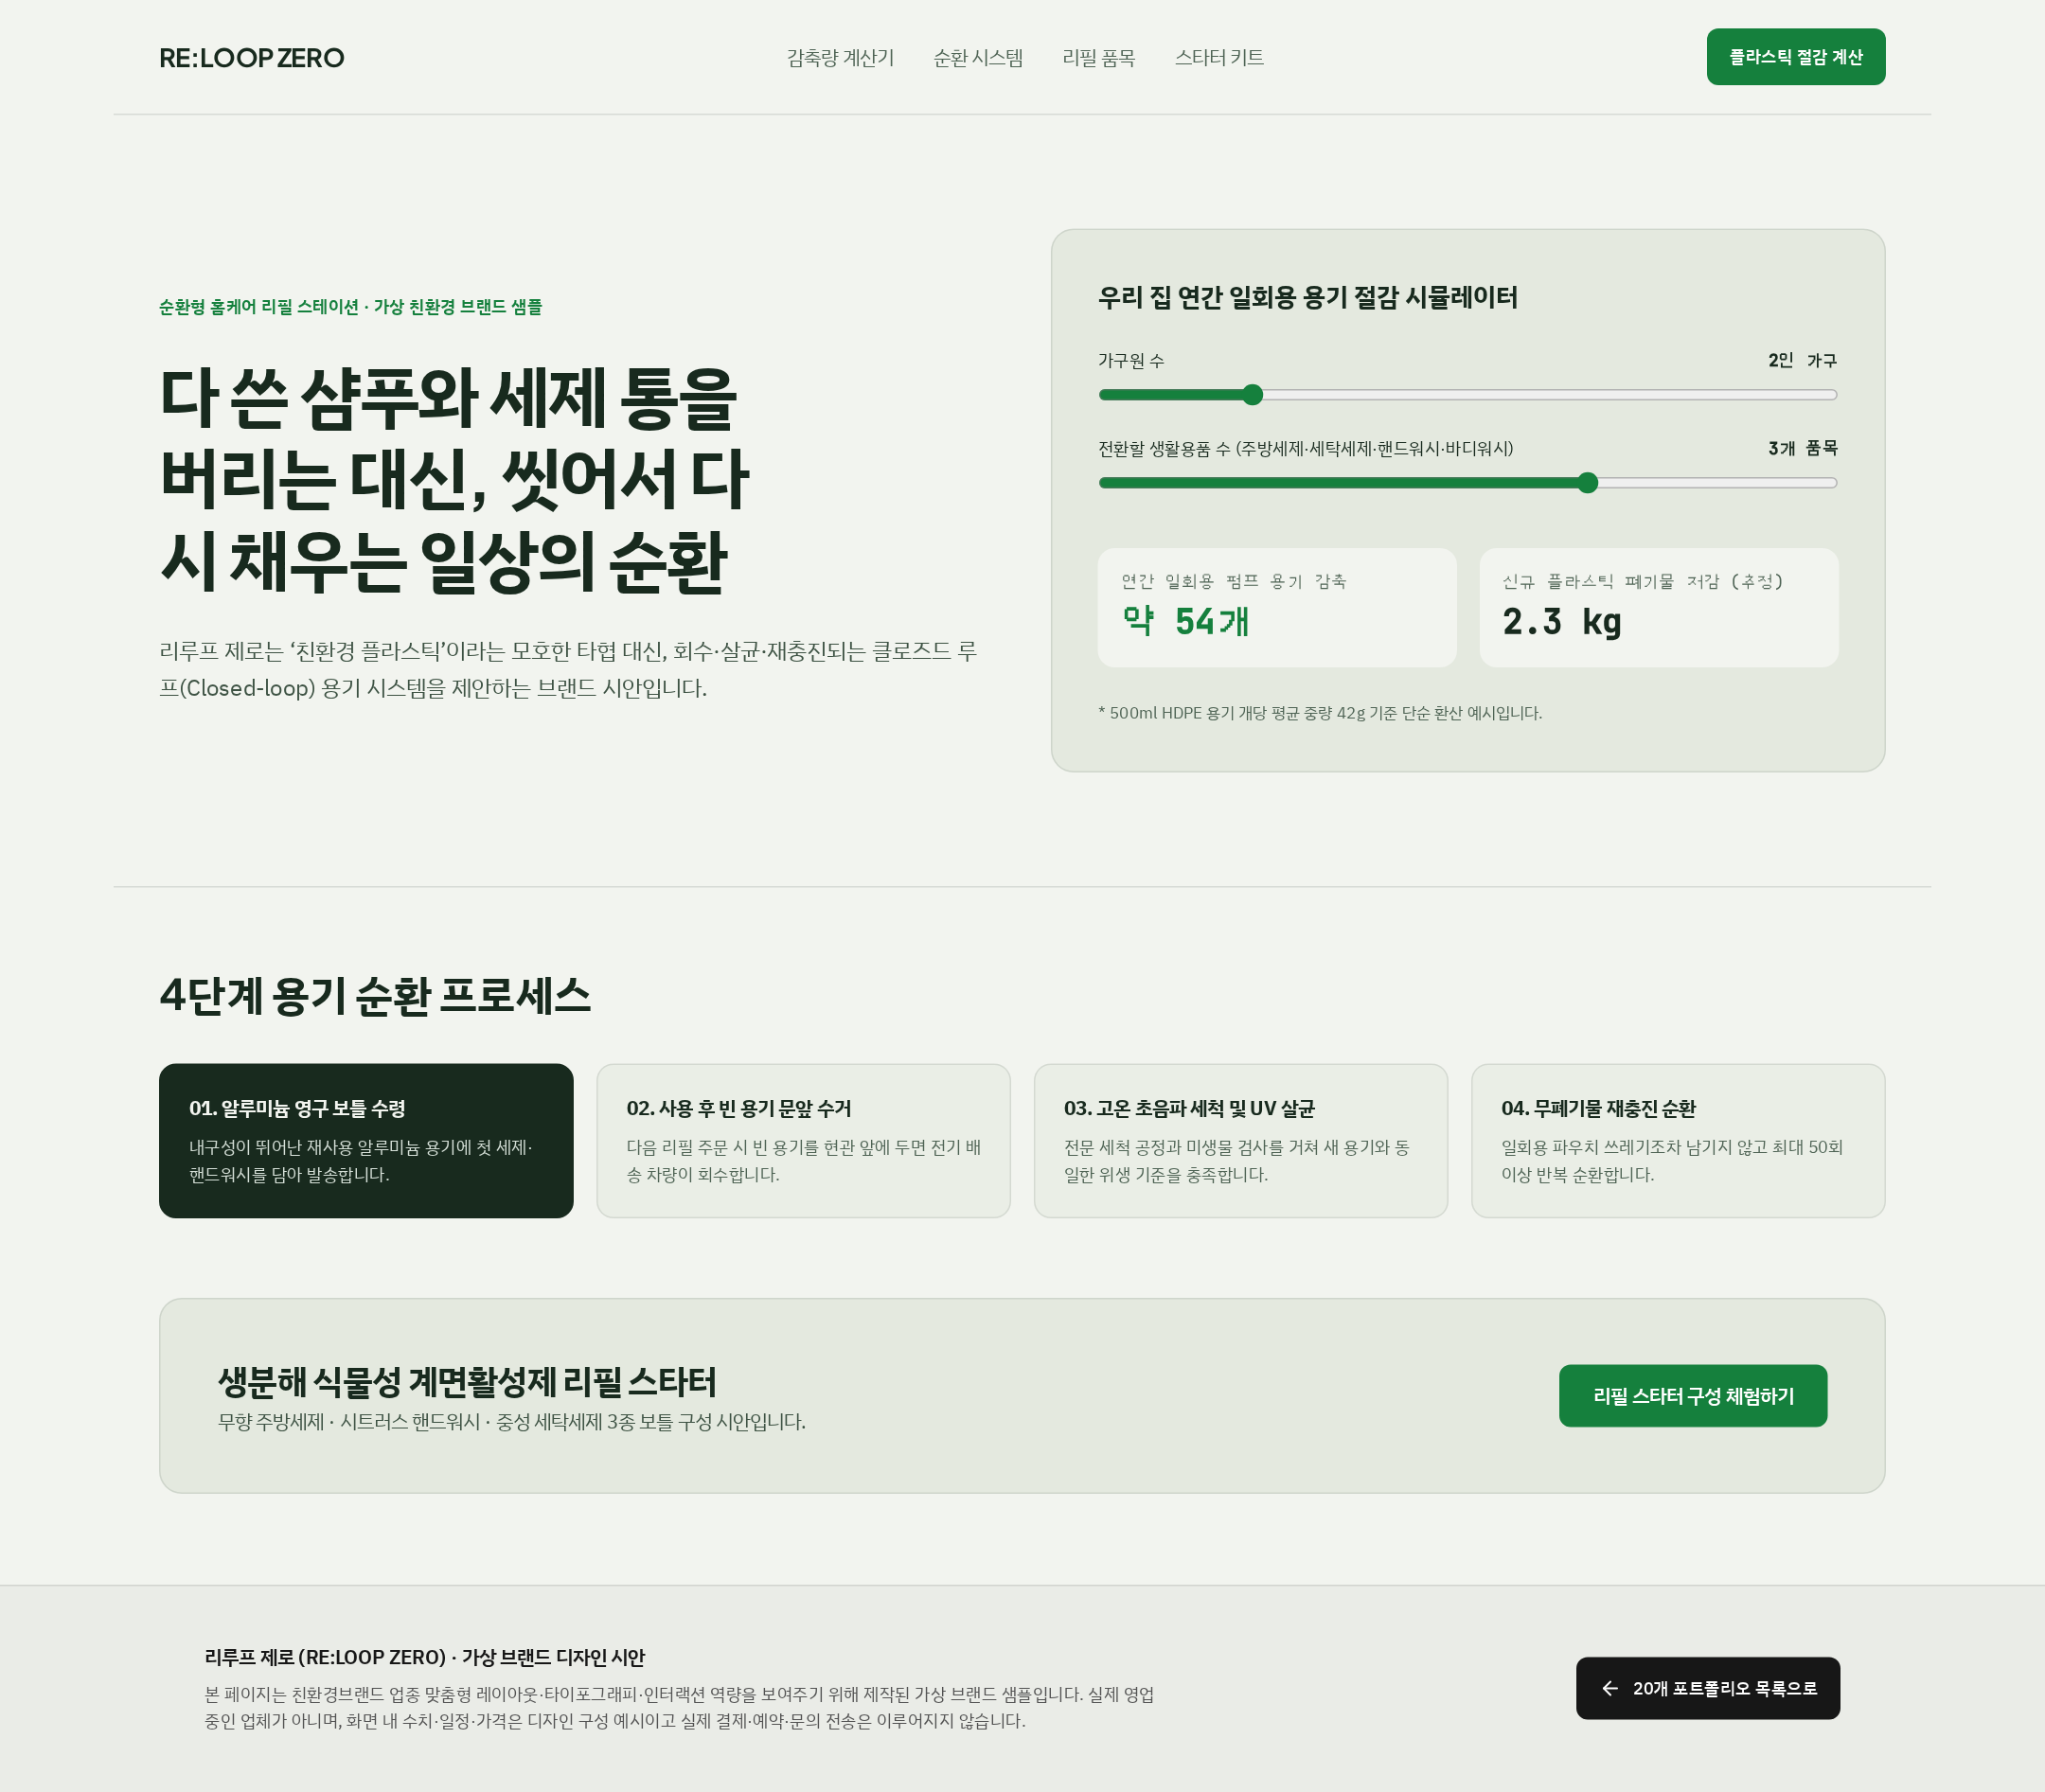 RE:LOOP ZERO
감축량 계산기
순환 시스템
리필 품목
스타터 키트
플라스틱 절감 계산
순환형 홈케어 리필 스테이션 · 가상 친환경 브랜드 샘플
다 쓴 샴푸와 세제 통을
버리는 대신, 씻어서 다
시 채우는 일상의 순환
리루프 제로는 ‘친환경 플라스틱’이라는 모호한 타협 대신, 회수·살균·재충진되는 클로즈드 루
프(Closed-loop) 용기 시스템을 제안하는 브랜드 시안입니다.
우리 집 연간 일회용 용기 절감 시뮬레이터
가구원 수
2인 가구
전환할 생활용품 수 (주방세제·세탁세제·핸드워시·바디워시)
3개 품목
연간 일회용 펌프 용기 감축
약 54개
신규 플라스틱 폐기물 저감 (추정)
2.3 kg
* 500ml HDPE 용기 개당 평균 중량 42g 기준 단순 환산 예시입니다.
4단계 용기 순환 프로세스
01. 알루미늄 영구 보틀 수령
내구성이 뛰어난 재사용 알루미늄 용기에 첫 세제·
핸드워시를 담아 발송합니다.
02. 사용 후 빈 용기 문앞 수거
다음 리필 주문 시 빈 용기를 현관 앞에 두면 전기 배
송 차량이 회수합니다.
03. 고온 초음파 세척 및 UV 살균
전문 세척 공정과 미생물 검사를 거쳐 새 용기와 동
일한 위생 기준을 충족합니다.
04. 무폐기물 재충진 순환
일회용 파우치 쓰레기조차 남기지 않고 최대 50회
이상 반복 순환합니다.
생분해 식물성 계면활성제 리필 스타터
무향 주방세제 · 시트러스 핸드워시 · 중성 세탁세제 3종 보틀 구성 시안입니다.
리필 스타터 구성 체험하기
리루프 제로 (RE:LOOP ZERO) · 가상 브랜드 디자인 시안
본 페이지는 친환경브랜드 업종 맞춤형 레이아웃·타이포그래피·인터랙션 역량을 보여주기 위해 제작된 가상 브랜드 샘플입니다. 실제 영업
중인 업체가 아니며, 화면 내 수치·일정·가격은 디자인 구성 예시이고 실제 결제·예약·문의 전송은 이루어지지 않습니다.
← 20개 포트폴리오 목록으로